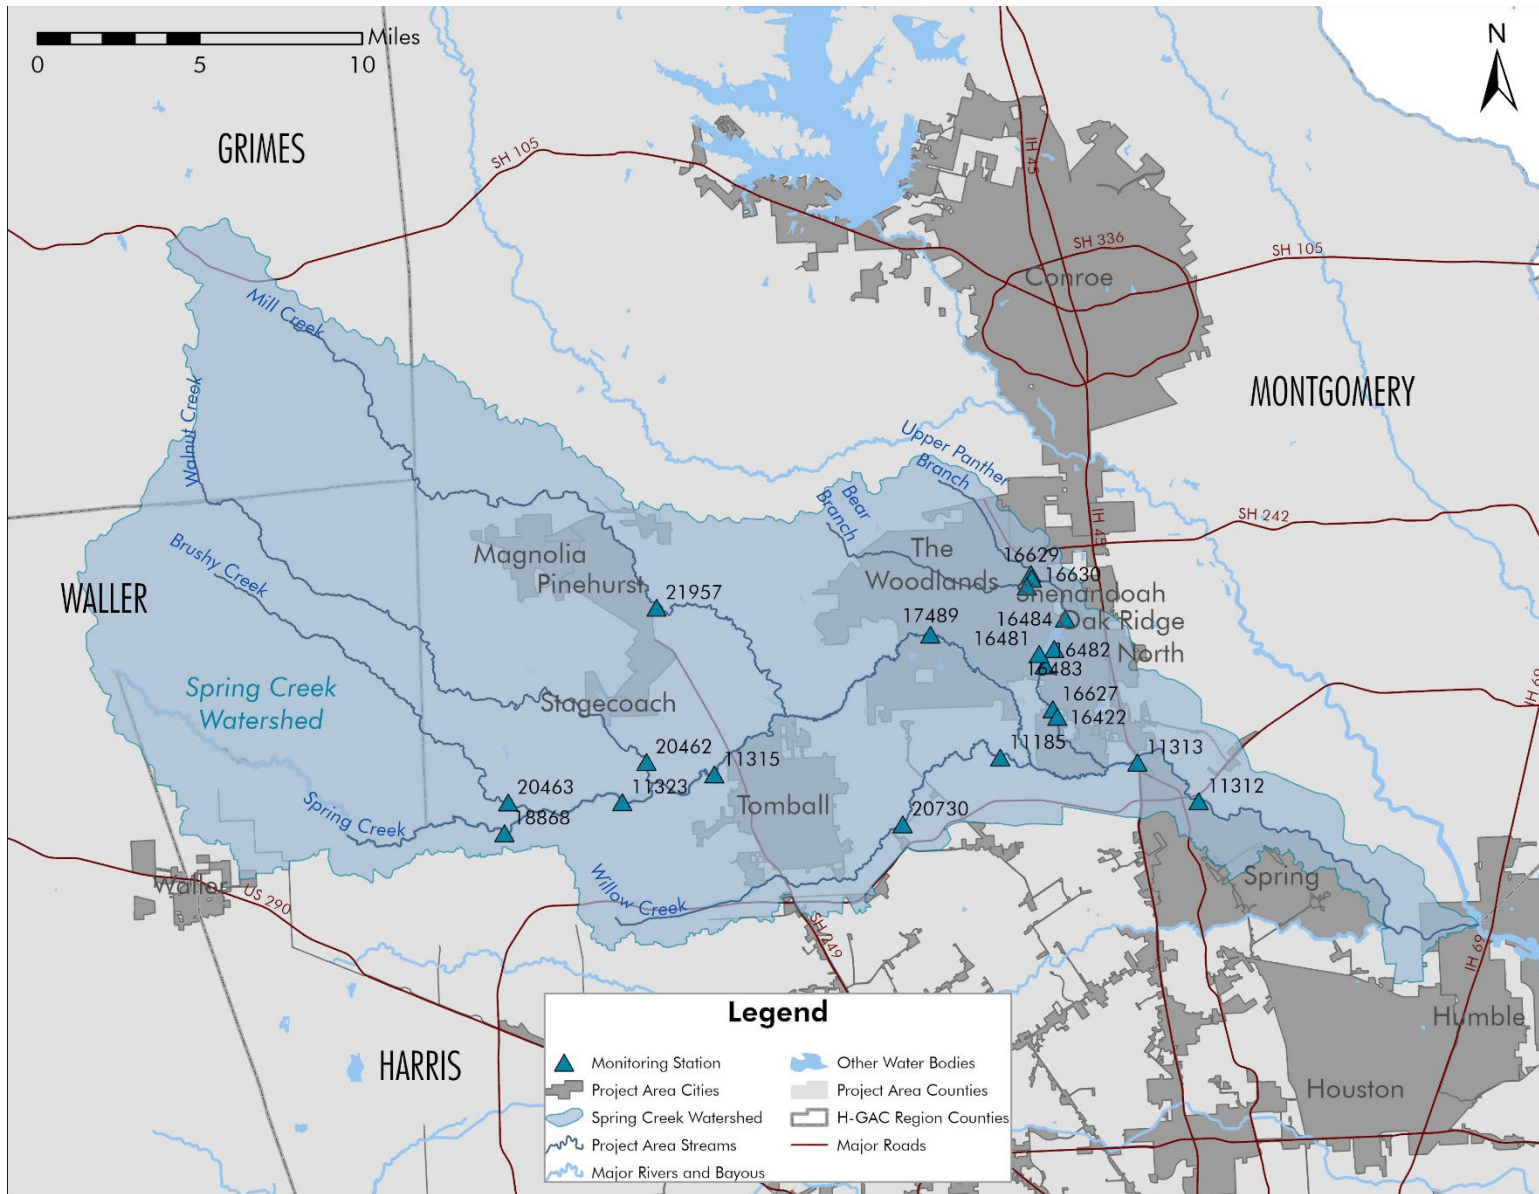 Miles
0 5 10
N
GRIMES
SH 105
IH 45
SH 336
SH 105
Conroe
Mill Creek
MONTGOMERY
Walnut Creek
Upper Panther
Branch
Bear
Branch
IH 45
SH 242
Brushy Creek
Magnolia
Pinehurst
The
Woodlands
16629
16630
Shenandoah
WALLER
21957
17489
16484
Oak Ridge
North
16481
16482
16483
Spring Creek
Watershed
Stagecoach
16627
16422
IH 69
20462
11315
11185
11313
20463
11323
11312
18868
Spring Creek
Tomball
20730
Waller
US 290
Willow Creek
SH 249
Spring
IH 69
Humble
HARRIS
Houston
Legend
Monitoring Station
Project Area Cities
Spring Creek Watershed
Project Area Streams
Major Rivers and Bayous
Other Water Bodies
Project Area Counties
H-GAC Region Counties
Major Roads